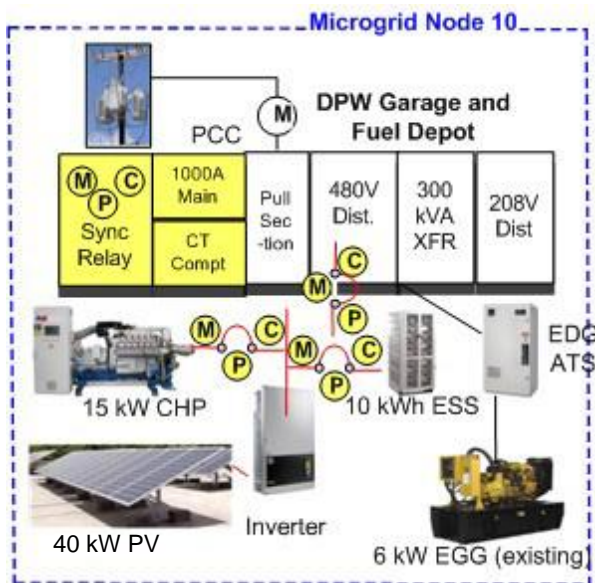 Microgrid Node 10
M
DPW Garage and
Fuel Depot
PCC
M C
P
Sync
Relay
1000A
Main
CT
Compt
Pull
Sec
-tion
480V
Dist.
300
kVA
XFR
208V
Dist
C
M
P
M C
P
M C
P
EDG
ATS
15 kW CHP
10 kWh ESS
Inverter
40 kW PV
6 kW EGG (existing)